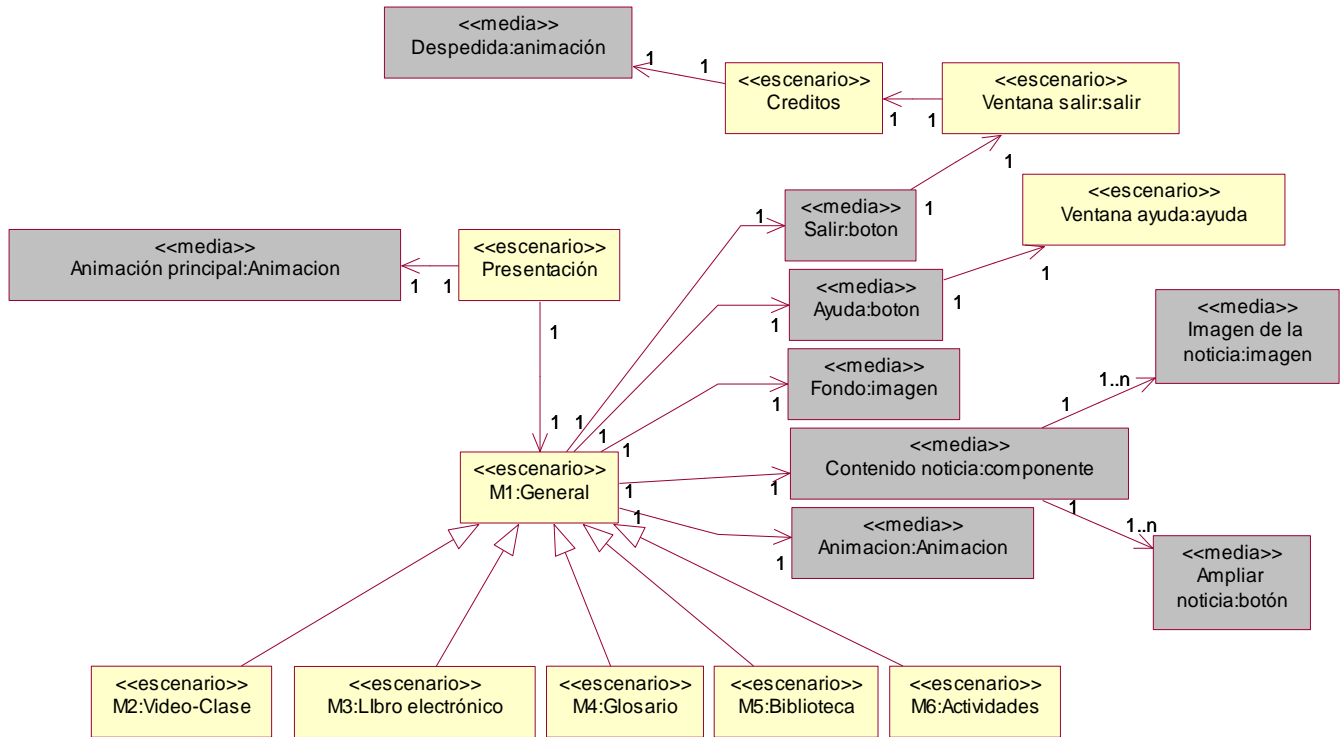 <<media>>
Despedida:animación
1
1
<<escenario>>
Creditos
1
1
<<escenario>>
Ventana salir:salir
1
1
<<media>>
Salir:boton
1
<<escenario>>
Ventana ayuda:ayuda
1
1
<<media>>
Animación principal:Animacion
1
1
<<escenario>>
Presentación
1
1
<<media>>
Ayuda:boton
1
1
<<media>>
Fondo:imagen
1
1
<<media>>
Imagen de la
noticia:imagen
1..n
1
<<media>>
Contenido noticia:componente
1
1
<<escenario>>
M1:General
1
1
<<media>>
Animacion:Animacion
1
1
1..n
1
<<media>>
Ampliar
noticia:botón
<<escenario>>
M2:Video-Clase
<<escenario>>
M3:LIbro electrónico
<<escenario>>
M4:Glosario
<<escenario>>
M5:Biblioteca
<<escenario>>
M6:Actividades